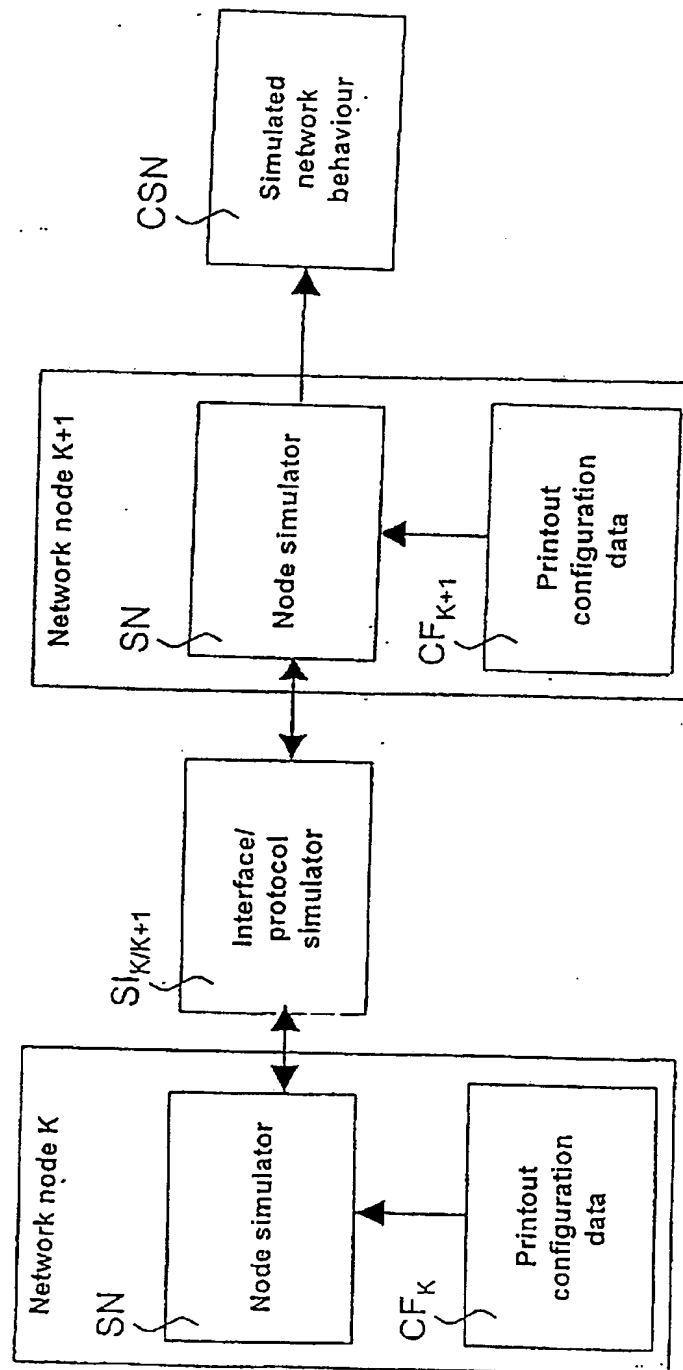 Network node K
SN
Node simulator
CF_K
Printout
configuration
data
SI_K/K+1
Interface/
protocol
simulator
Network node K+1
SN
Node simulator
CF_K+1
Printout
configuration
data
CSN
Simulated
network
behaviour